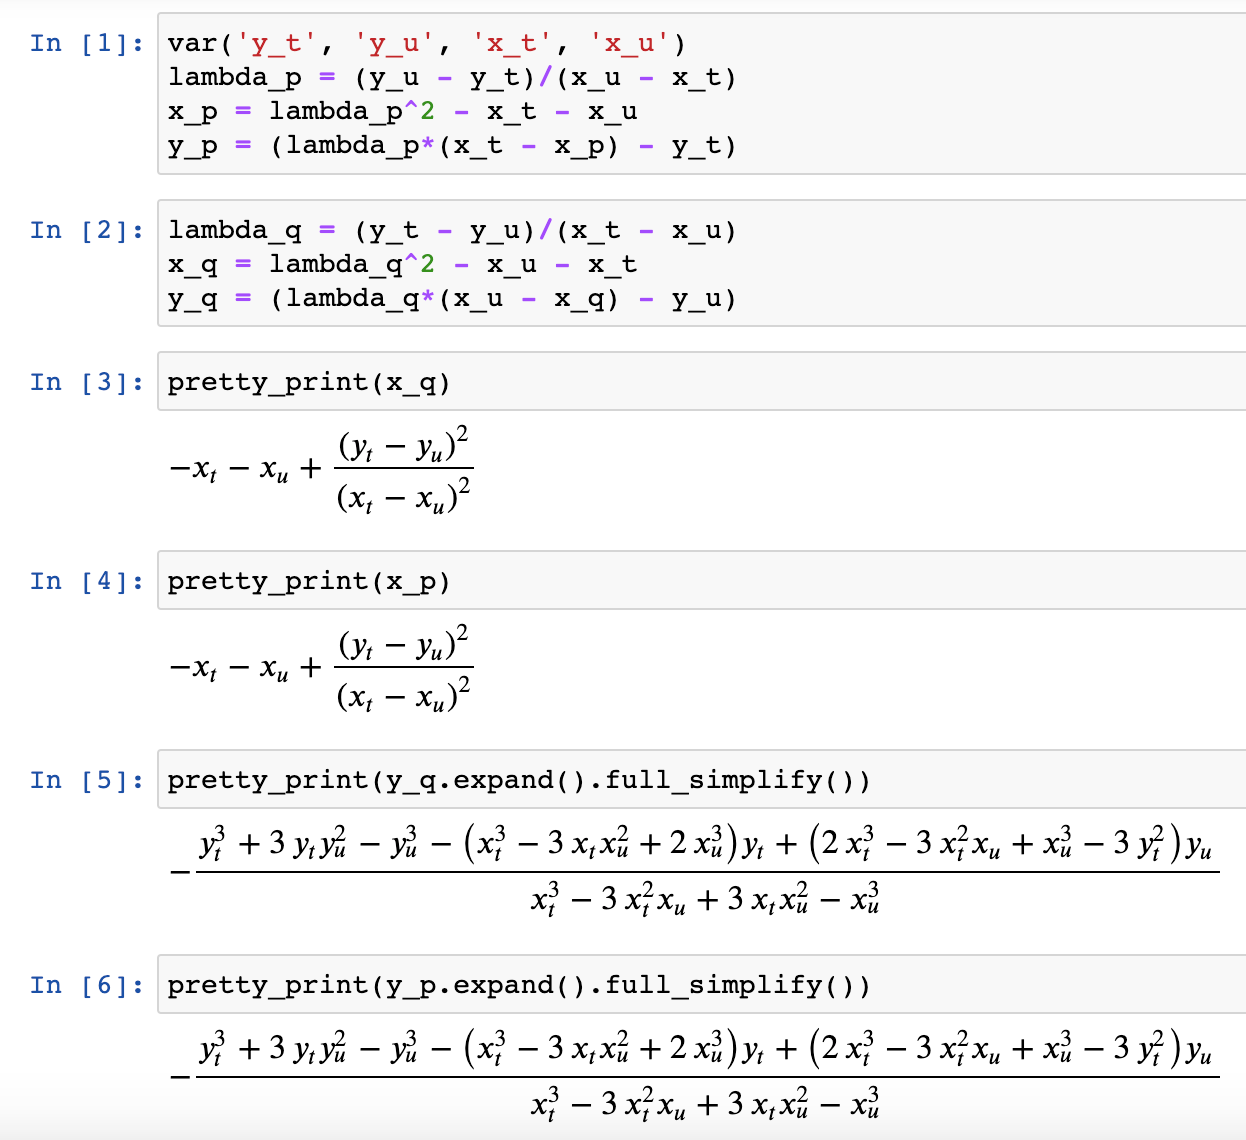 In [1]: var('y_t', 'y_u', 'x_t', 'x_u')
lambda_p = (y_u - y_t)/(x_u - x_t)
x_p = lambda_p^2 - x_t - x_u
y_p = (lambda_p*(x_t - x_p) - y_t)
In [2]: lambda_q = (y_t - y_u)/(x_t - x_u)
x_q = lambda_q^2 - x_u - x_t
y_q = (lambda_q*(x_u - x_q) - y_u)
In [3]: pretty_print(x_q)
$-x_t - x_u + \frac{(y_t - y_u)^2}{(x_t - x_u)^2}$
In [4]: pretty_print(x_p)
$-x_t - x_u + \frac{(y_t - y_u)^2}{(x_t - x_u)^2}$
In [5]: pretty_print(y_q.expand().full_simplify())
$-\frac{y_t^3 + 3 y_t y_u^2 - y_u^3 - (x_t^3 - 3 x_t x_u^2 + 2 x_u^3) y_t + (2 x_t^3 - 3 x_t^2 x_u + x_u^3 - 3 y_t^2) y_u}{x_t^3 - 3 x_t^2 x_u + 3 x_t x_u^2 - x_u^3}$
In [6]: pretty_print(y_p.expand().full_simplify())
$-\frac{y_t^3 + 3 y_t y_u^2 - y_u^3 - (x_t^3 - 3 x_t x_u^2 + 2 x_u^3) y_t + (2 x_t^3 - 3 x_t^2 x_u + x_u^3 - 3 y_t^2) y_u}{x_t^3 - 3 x_t^2 x_u + 3 x_t x_u^2 - x_u^3}$